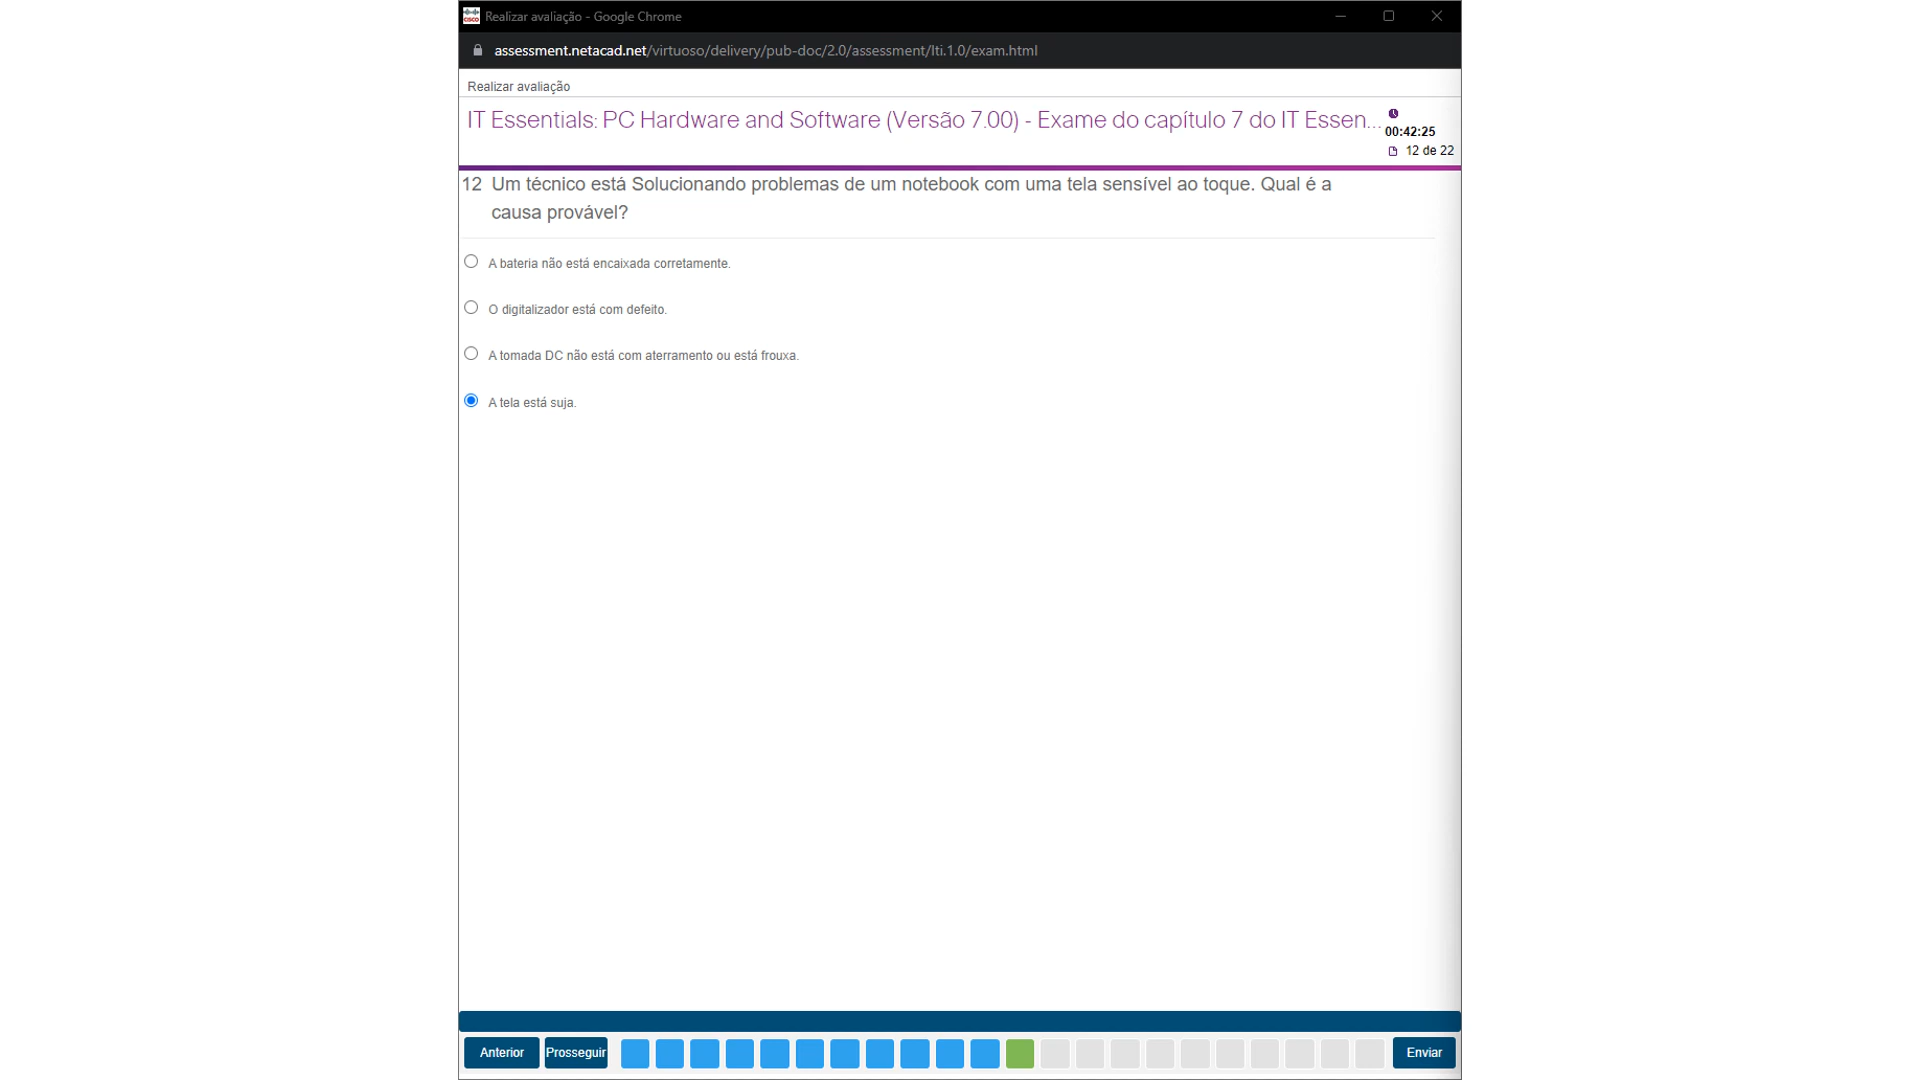 CISCO Realizar avaliação - Google Chrome
assessment.netacad.net/virtuoso/delivery/pub-doc/2.0/assessment/lti.1.0/exam.html
Realizar avaliação
IT Essentials: PC Hardware and Software (Versão 7.00) - Exame do capítulo 7 do IT Essen...
00:42:25
12 de 22
12 Um técnico está Solucionando problemas de um notebook com uma tela sensível ao toque. Qual é a
causa provável?
A bateria não está encaixada corretamente.
O digitalizador está com defeito.
A tomada DC não está com aterramento ou está frouxa.
A tela está suja.
Anterior Prosseguir Enviar